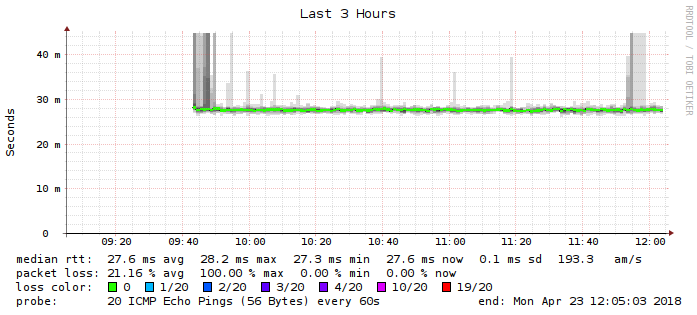 Last 3 Hours
RRDTOOL / TOBI OETIKER
Seconds
40 m
30 m
20 m
10 m
0
09:20 09:40 10:00 10:20 10:40 11:00 11:20 11:40 12:00
median rtt: 27.6 ms avg 28.2 ms max 27.3 ms min 27.6 ms now 0.1 ms sd 193.3 am/s
packet loss: 21.16 % avg 100.00 % max 0.00 % min 0.00 % now
loss color: 0 1/20 2/20 3/20 4/20 10/20 19/20
probe: 20 ICMP Echo Pings (56 Bytes) every 60s end: Mon Apr 23 12:05:03 2018